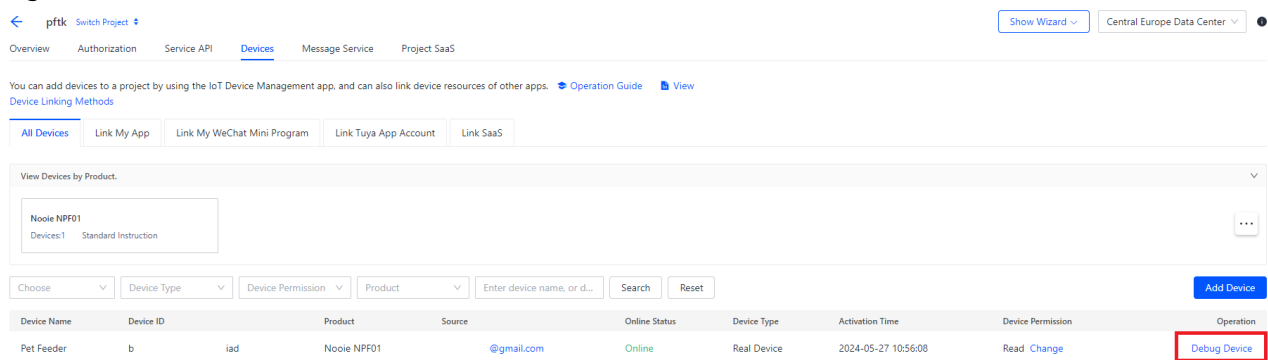 pftk Switch Project Show Wizard Central Europe Data Center
Overview Authorization Service API Devices Message Service Project SaaS
You can add devices to a project by using the IoT Device Management app, and can also link device resources of other apps. Operation Guide View
Device Linking Methods
All Devices Link My App Link My WeChat Mini Program Link Tuya App Account Link SaaS
View Devices by Product.
Nooie NPF01
Devices:1 Standard Instruction
...
Choose Device Type Device Permission Product Enter device name, or d... Search Reset Add Device
Device Name Device ID Product Source Online Status Device Type Activation Time Device Permission Operation
Pet Feeder b iad Nooie NPF01 @gmail.com Online Real Device 2024-05-27 10:56:08 Read Change Debug Device